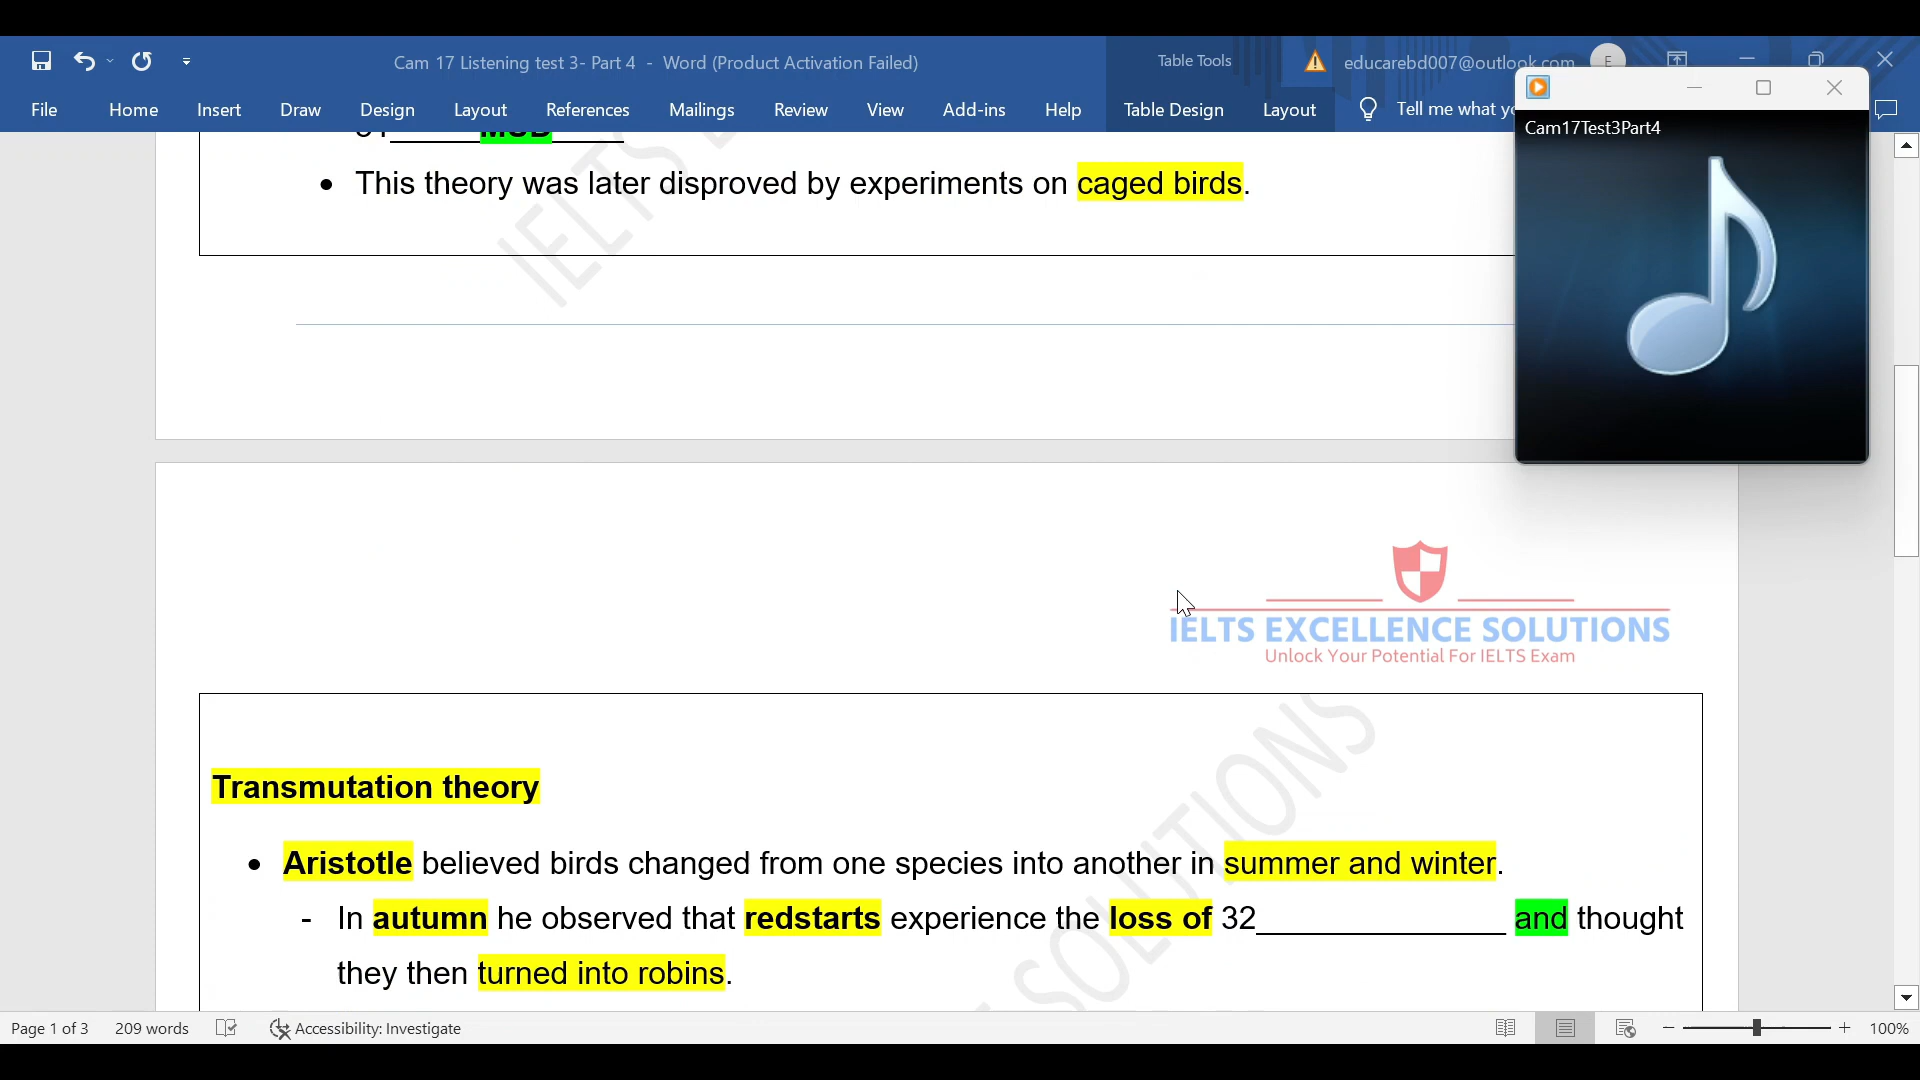 Cam 17 Listening test 3- Part 4 - Word (Product Activation Failed)
Table Tools
educarebd007@outlook.com
E
File Home Insert Draw Design Layout References Mailings Review View Add-ins Help Table Design Layout Tell me what
Cam17Test3Part4
This theory was later disproved by experiments on caged birds.
IELTS EXCELLENCE SOLUTIONS
Unlock Your Potential For IELTS Exam
Transmutation theory
Aristotle believed birds changed from one species into another in summer and winter.
- In autumn he observed that redstarts experience the loss of 32______________ and thought
they then turned into robins.
IELTS
SOLUTIONS
Page 1 of 3 209 words Accessibility: Investigate 100%